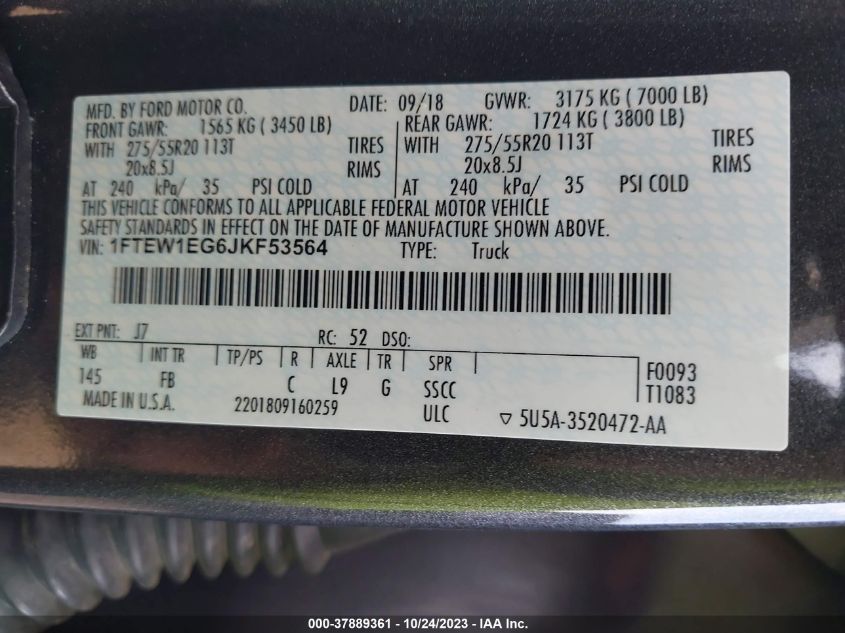 MFD. BY FORD MOTOR CO. DATE: 09/18 GVWR: 3175 KG ( 7000 LB)
FRONT GAWR: 1565 KG ( 3450 LB) REAR GAWR: 1724 KG ( 3800 LB)
WITH 275/55R20 113T TIRES WITH 275/55R20 113T TIRES
20x8.5J RIMS 20x8.5J RIMS
AT 240 kPa/ 35 PSI COLD AT 240 kPa/ 35 PSI COLD
THIS VEHICLE CONFORMS TO ALL APPLICABLE FEDERAL MOTOR VEHICLE
SAFETY STANDARDS IN EFFECT ON THE DATE OF MANUFACTURE SHOWN ABOVE.
VIN: 1FTEW1EG6JKF53564 TYPE: Truck
EXT PNT: J7 RC: 52 DSO:
WB INT TR TP/PS R AXLE TR SPR
145 FB C L9 G SSCC F0093
T1083
MADE IN U.S.A. 2201809160259 ULC ▽ 5U5A-3520472-AA
000-37889361 - 10/24/2023 - IAA Inc.